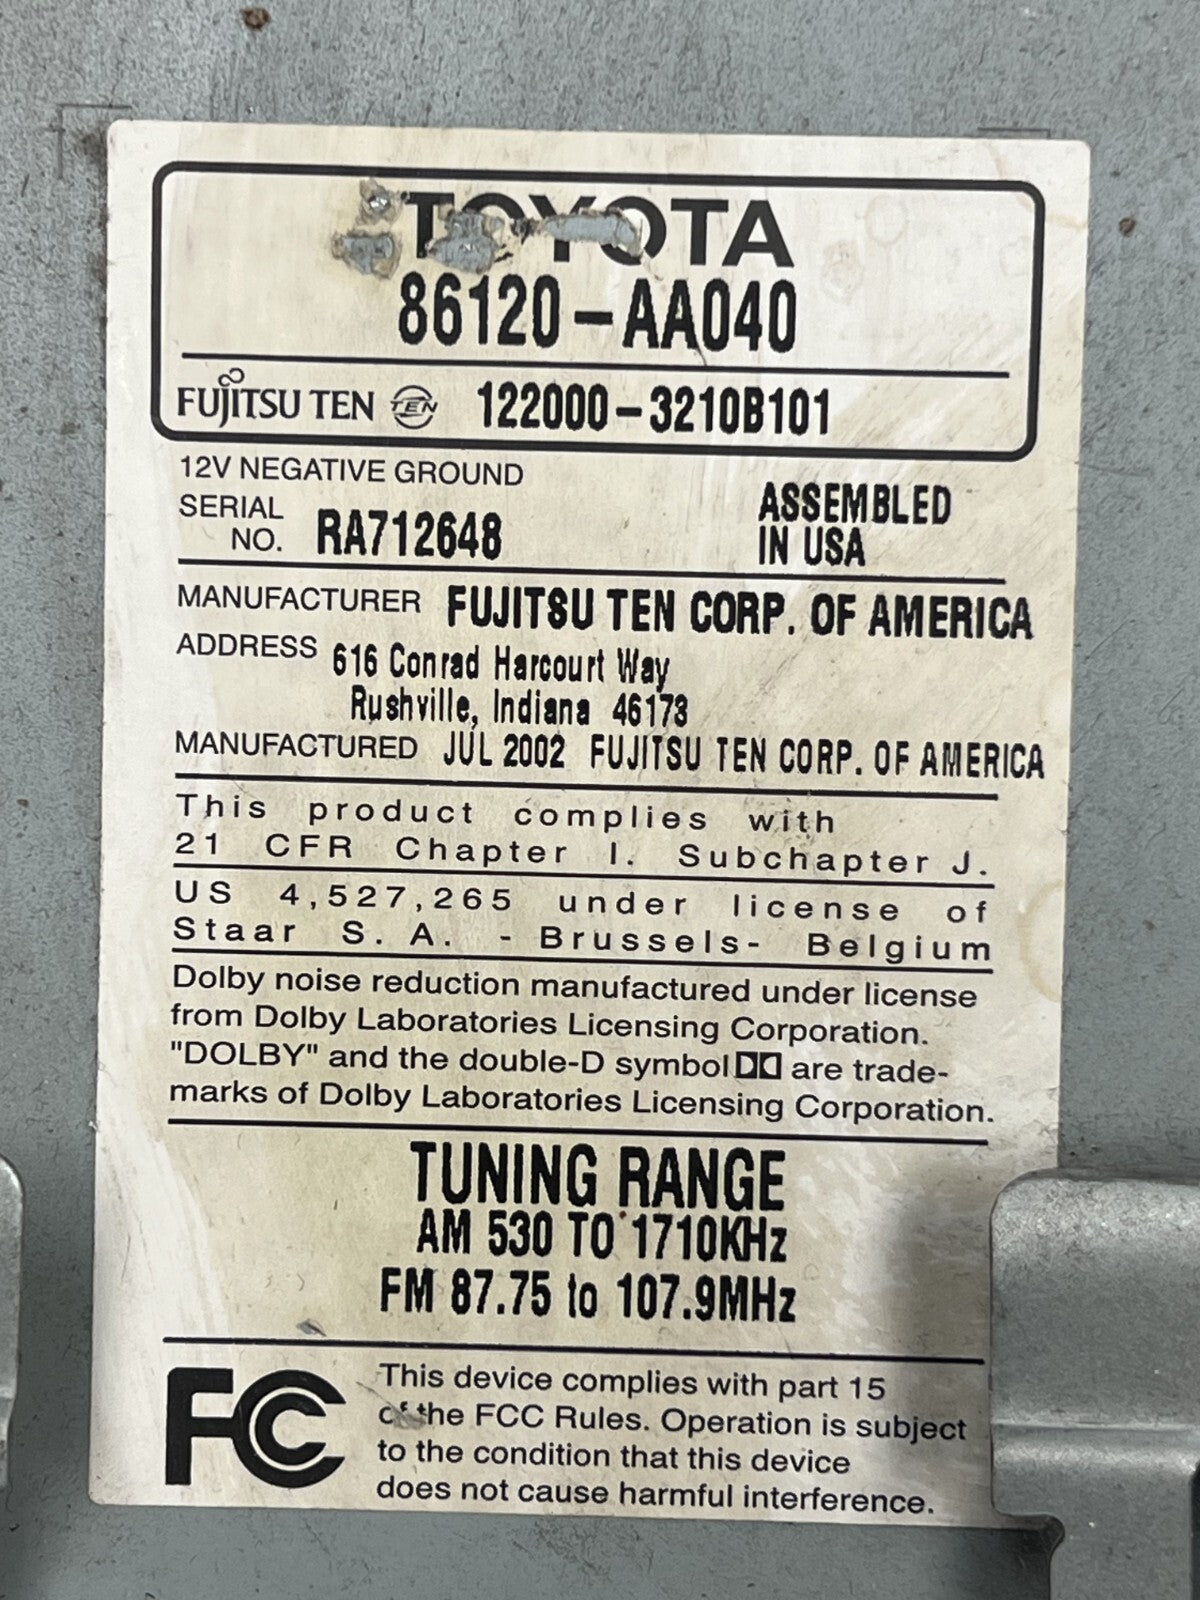 TOYOTA
86120-AA040
FUJITSU TEN TEN 122000-3210B101
12V NEGATIVE GROUND
SERIAL NO. RA712648
ASSEMBLED IN USA
MANUFACTURER FUJITSU TEN CORP. OF AMERICA
ADDRESS 616 Conrad Harcourt Way
Rushville, Indiana 46173
MANUFACTURED JUL 2002 FUJITSU TEN CORP. OF AMERICA
This product complies with
21 CFR Chapter I. Subchapter J.
US 4,527,265 under license of
Staar S. A. - Brussels- Belgium
Dolby noise reduction manufactured under license
from Dolby Laboratories Licensing Corporation.
"DOLBY" and the double-D symbol are trade-
marks of Dolby Laboratories Licensing Corporation.
TUNING RANGE
AM 530 TO 1710KHz
FM 87.75 to 107.9MHz
FC This device complies with part 15
of the FCC Rules. Operation is subject
to the condition that this device
does not cause harmful interference.